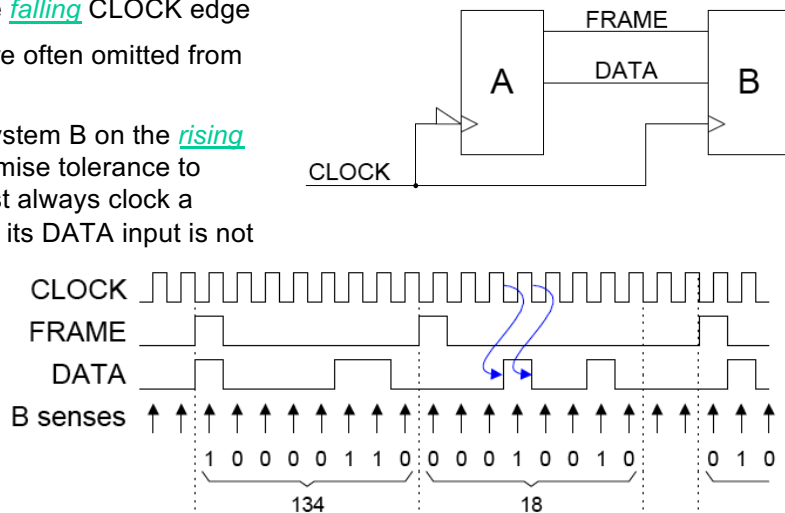 falling CLOCK edge
e often omitted from
ystem B on the rising
mise tolerance to
st always clock a
its DATA input is not
FRAME
DATA
A
B
CLOCK
CLOCK
FRAME
DATA
B senses
1 0 0 0 0 1 1 0 0 0 0 1 0 0 1 0 0 1 0
134 18